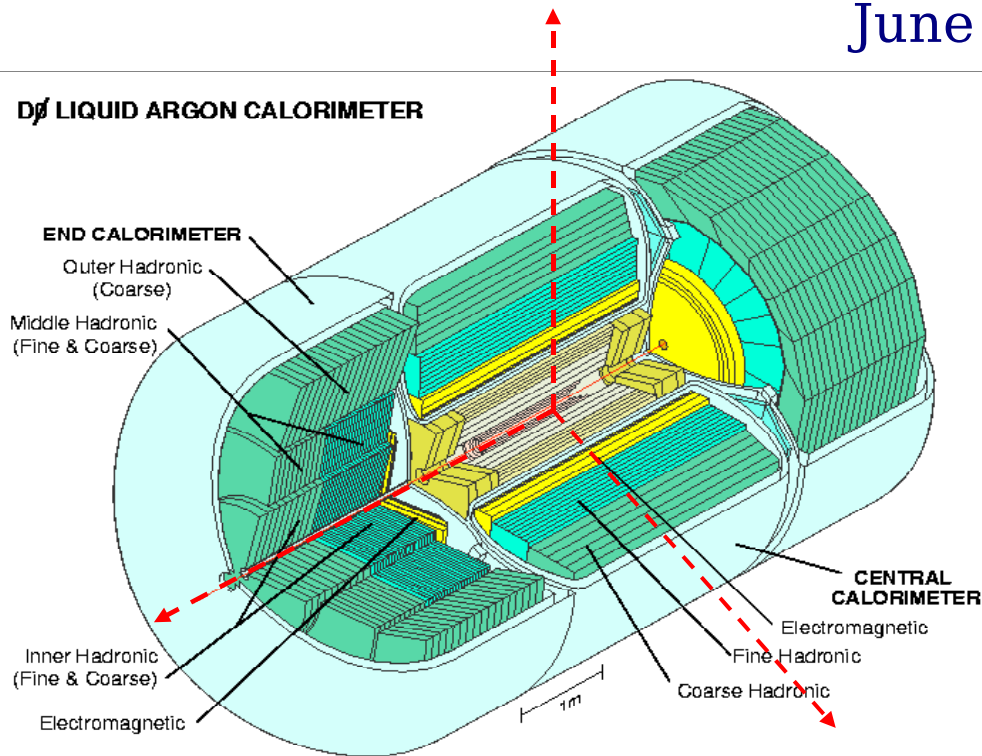 June
DØ LIQUID ARGON CALORIMETER
END CALORIMETER
Outer Hadronic
(Coarse)
Middle Hadronic
(Fine & Coarse)
Inner Hadronic
(Fine & Coarse)
Electromagnetic
1m
CENTRAL
CALORIMETER
Electromagnetic
Fine Hadronic
Coarse Hadronic